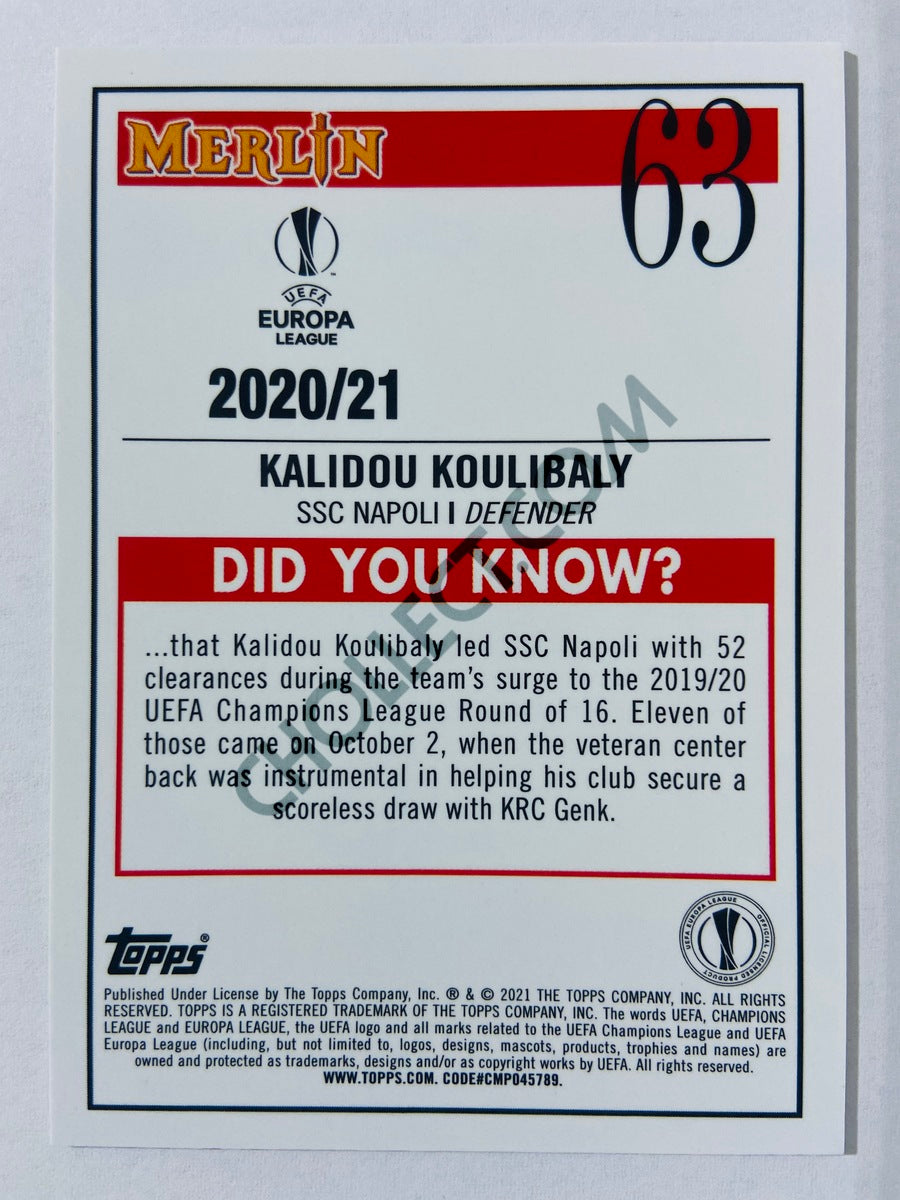 MERLIN
63
UEFA
EUROPA
LEAGUE
2020/21
KALIDOU KOULIBALY
SSC NAPOLI | DEFENDER
DID YOU KNOW?
...that Kalidou Koulibaly led SSC Napoli with 52
clearances during the team's surge to the 2019/20
UEFA Champions League Round of 16. Eleven of
those came on October 2, when the veteran center
back was instrumental in helping his club secure a
scoreless draw with KRC Genk.
CHOLLECT.COM
topps®
UEFA EUROPA LEAGUE OFFICIAL LICENSED PRODUCT
Published Under License by The Topps Company, Inc. ® & © 2021 THE TOPPS COMPANY, INC. ALL RIGHTS
RESERVED. TOPPS IS A REGISTERED TRADEMARK OF THE TOPPS COMPANY, INC. The words UEFA, CHAMPIONS
LEAGUE and EUROPA LEAGUE, the UEFA logo and all marks related to the UEFA Champions League and UEFA
Europa League (including, but not limited to, logos, designs, mascots, products, trophies and names) are
owned and protected as trademarks, designs and/or as copyright works by UEFA. All rights reserved.
WWW.TOPPS.COM. CODE#CMP045789.